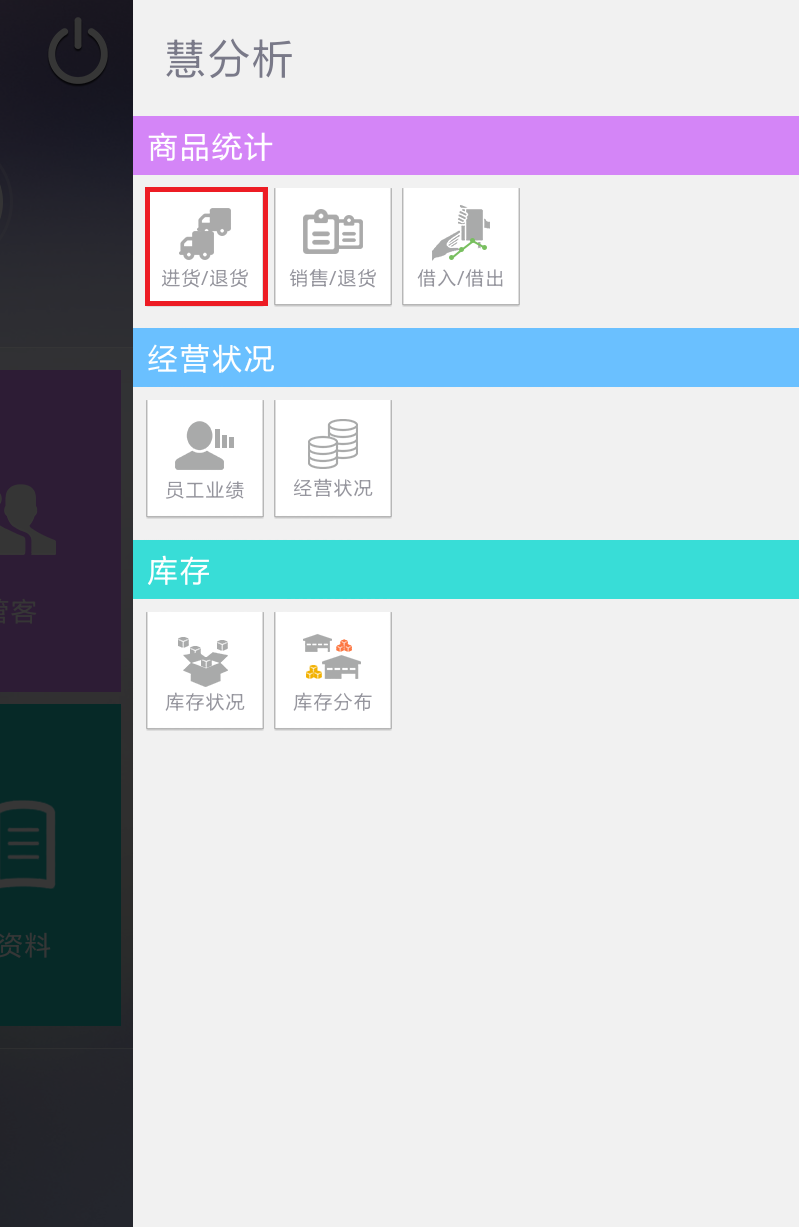 慧分析
商品统计
进货/退货 销售/退货 借入/借出
经营状况
员工业绩 经营状况
管客
库存
库存状况 库存分布
资料